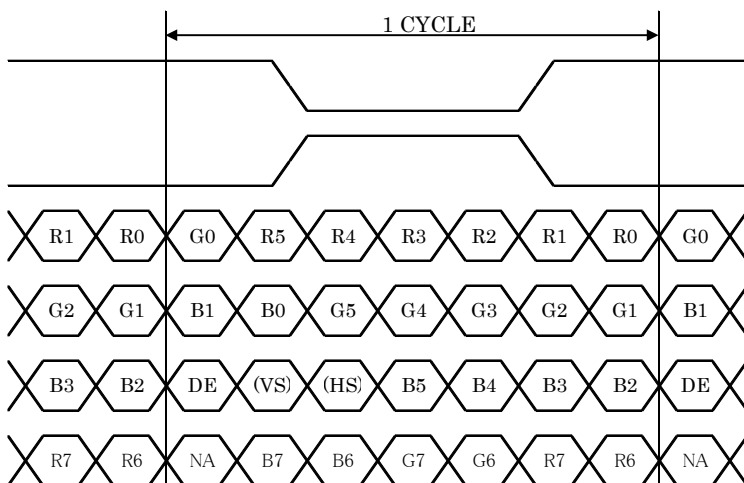 1 CYCLE
R1 R0 G0 R5 R4 R3 R2 R1 R0 G0
G2 G1 B1 B0 G5 G4 G3 G2 G1 B1
B3 B2 DE (VS) (HS) B5 B4 B3 B2 DE
R7 R6 NA B7 B6 G7 G6 R7 R6 NA